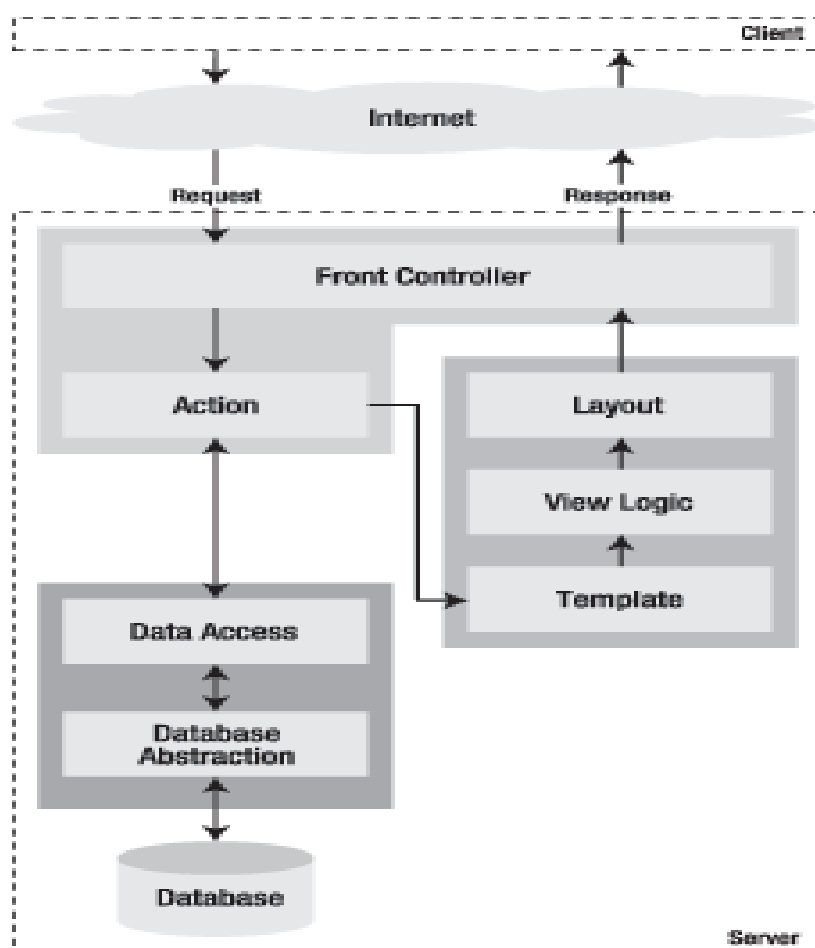 Client
Internet
Request
Response
Front Controller
Action
Layout
View Logic
Template
Data Access
Database
Abstraction
Database
Server